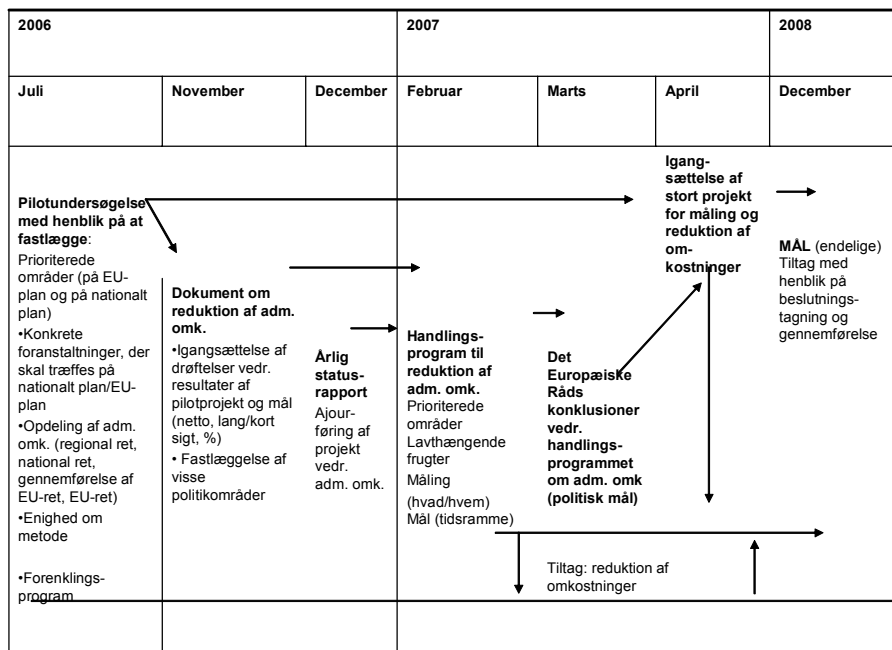 2006
2007
2008
Juli
November
December
Februar
Marts
April
December
Pilotundersøgelse
med henblik på at
fastlægge:
Prioriterede
områder (på EU-
plan og på nationalt
plan)
•Konkrete
foranstaltninger, der
skal træffes på
nationalt plan/EU-
plan
•Opdeling af adm.
omk. (regional ret,
national ret,
gennemførelse af
EU-ret, EU-ret)
•Enighed om
metode
•Forenklings-
program
Dokument om
reduktion af adm.
omk.
•Igangsættelse af
drøftelser vedr.
resultater af
pilotprojekt og mål
(netto, lang/kort
sigt, %)
• Fastlæggelse af
visse
politikområder
Årlig
status-
rapport
Ajour-
føring af
projekt
vedr.
adm. omk.
Handlings-
program til
reduktion af
adm. omk.
Prioriterede
områder
Lavthængende
frugter
Måling
(hvad/hvem)
Mål (tidsramme)
Det
Europæiske
Råds
konklusioner
vedr.
handlings-
programmet
om adm. omk
(politisk mål)
Igang-
sættelse af
stort projekt
for måling og
reduktion af
om-
kostninger
MÅL (endelige)
Tiltag med
henblik på
beslutnings-
tagning og
gennemførelse
Tiltag: reduktion af
omkostninger